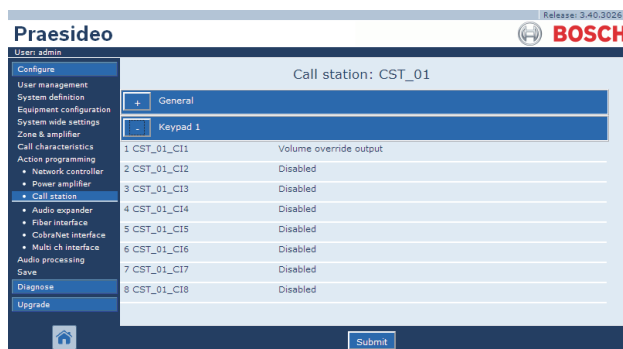 Release: 3.40.3026
Praesideo
BOSCH
User: admin
Configure
User management
System definition
Equipment configuration
System wide settings
Zone & amplifier
Call characteristics
Action programming
• Network controller
• Power amplifier
• Call station
• Audio expander
• Fiber interface
• CobraNet interface
• Multi ch interface
Audio processing
Save
Diagnose
Upgrade
Call station: CST_01
+ General
- Keypad 1
1 CST_01_CI1 Volume override output
2 CST_01_CI2 Disabled
3 CST_01_CI3 Disabled
4 CST_01_CI4 Disabled
5 CST_01_CI5 Disabled
6 CST_01_CI6 Disabled
7 CST_01_CI7 Disabled
8 CST_01_CI8 Disabled
Submit